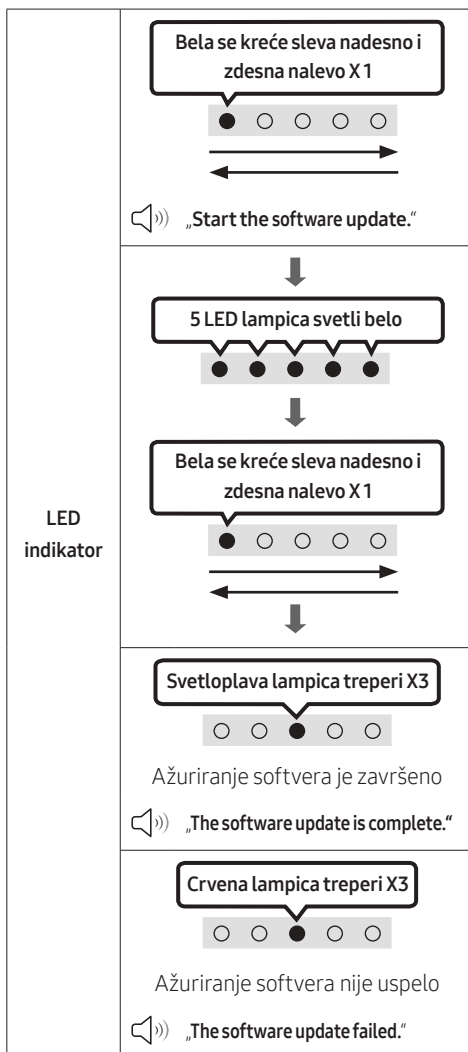 LED
indikator
Bela se kreće sleva nadesno i
zdesna nalevo X 1
„Start the software update.“
5 LED lampica svetli belo
Bela se kreće sleva nadesno i
zdesna nalevo X 1
Svetloplava lampica treperi X3
Ažuriranje softvera je završeno
„The software update is complete.“
Crvena lampica treperi X3
Ažuriranje softvera nije uspelo
„The software update failed.“